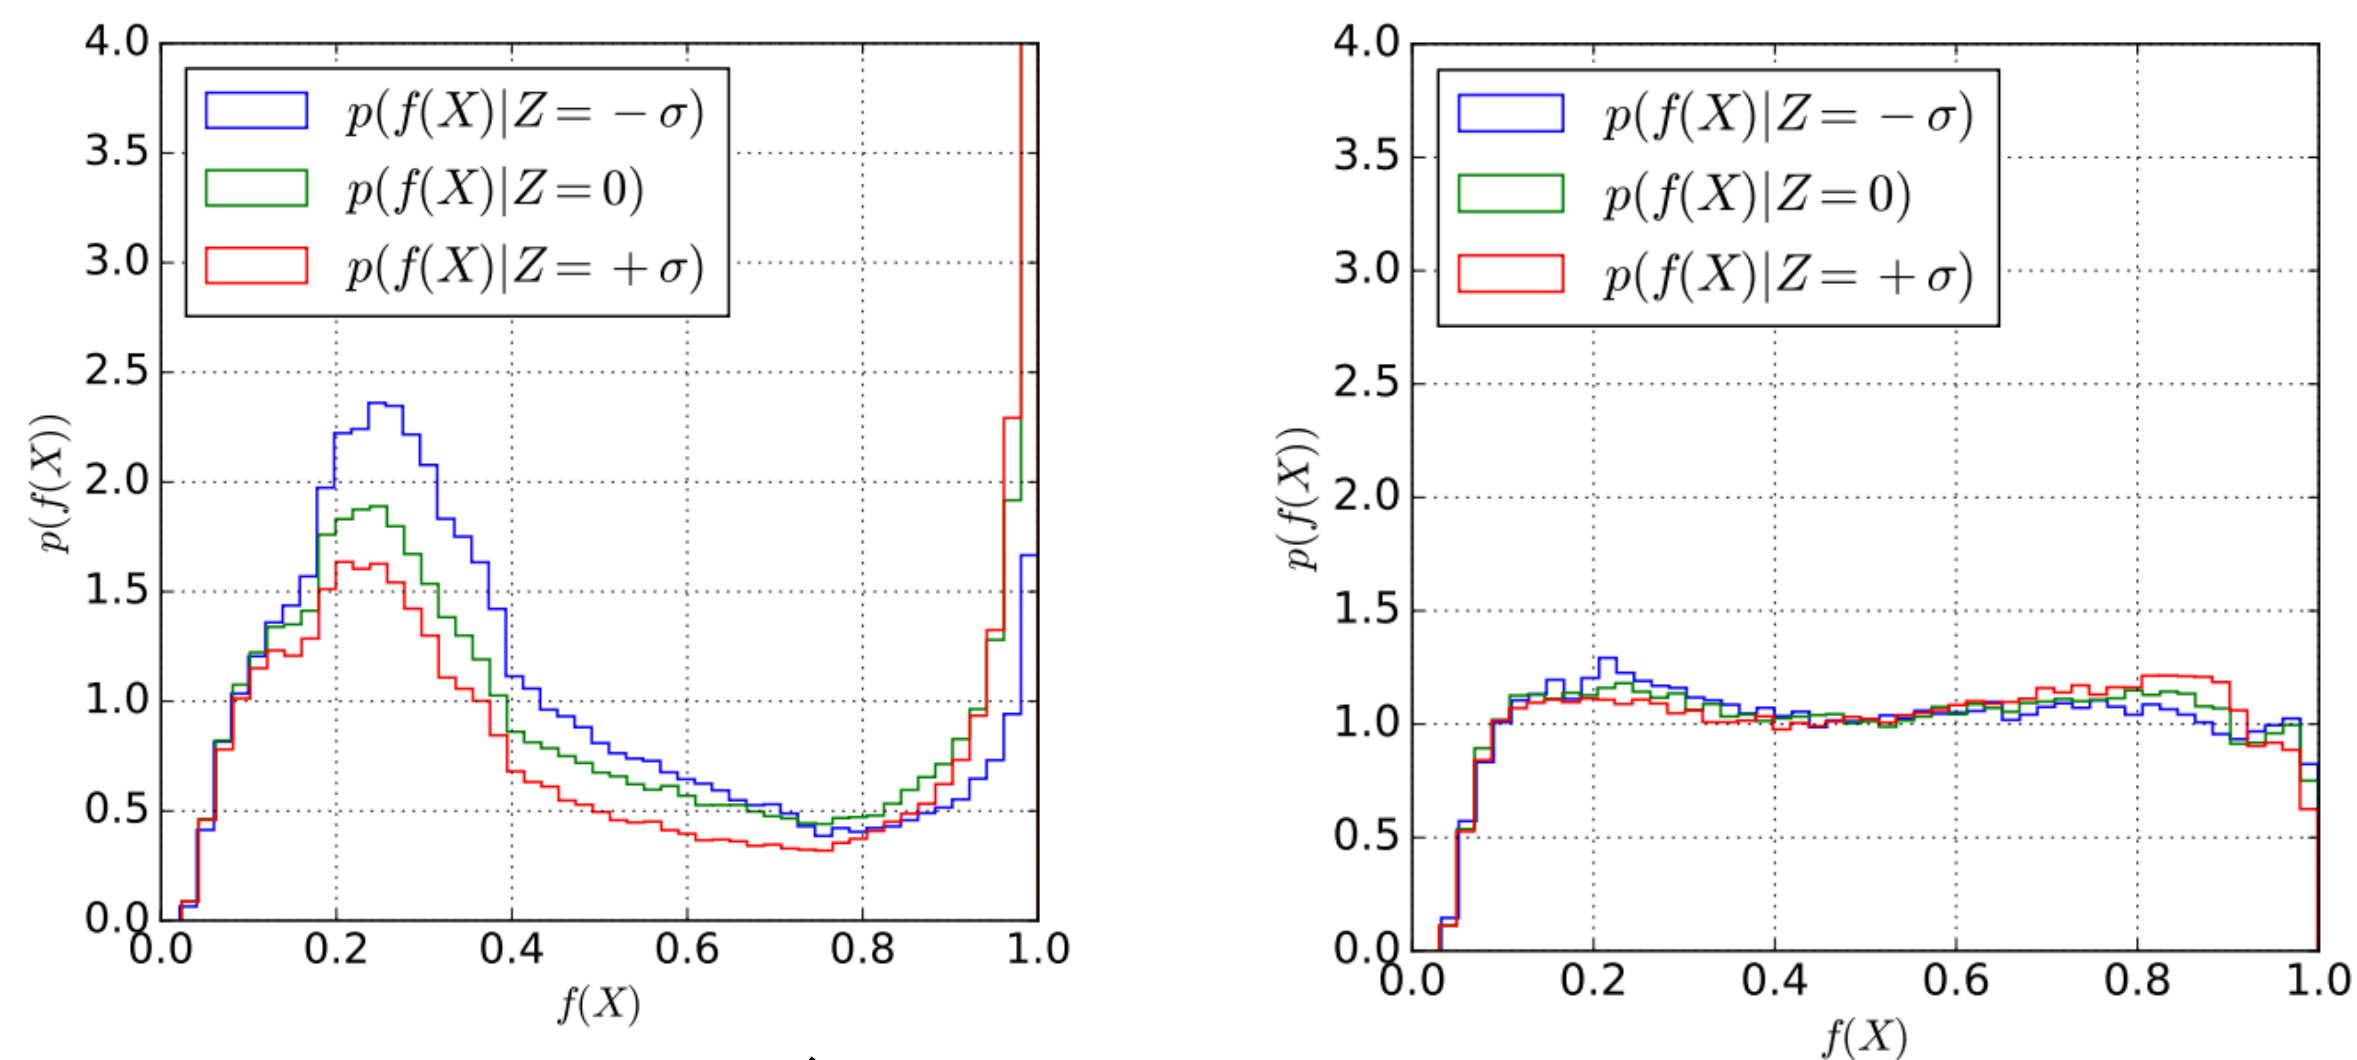 4.0
3.5
3.0
2.5
2.0
1.5
1.0
0.5
0.0
p(f(X))
p(f(X)|Z = − σ)
p(f(X)|Z = 0)
p(f(X)|Z = + σ)
0.0 0.2 0.4 0.6 0.8 1.0
f(X)
4.0
3.5
3.0
2.5
2.0
1.5
1.0
0.5
0.0
p(f(X))
p(f(X)|Z = − σ)
p(f(X)|Z = 0)
p(f(X)|Z = + σ)
0.0 0.2 0.4 0.6 0.8 1.0
f(X)